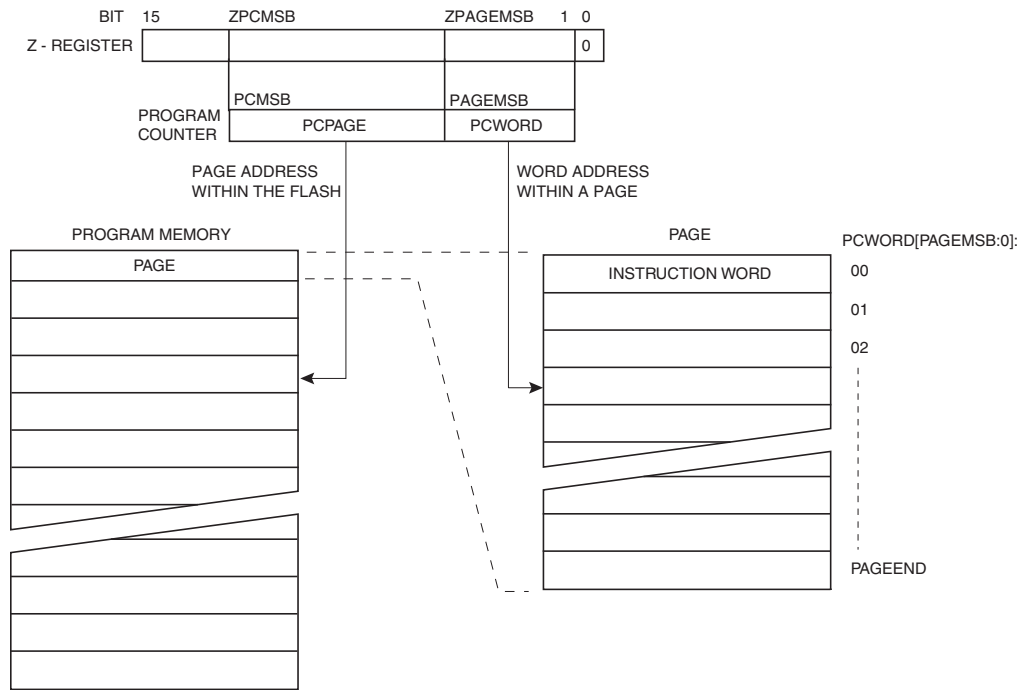 BIT 15 ZPCMSB ZPAGEMSB 1 0
Z - REGISTER 0
PCMSB PAGEMSB
PROGRAM
COUNTER
PCPAGE PCWORD
PAGE ADDRESS
WITHIN THE FLASH
WORD ADDRESS
WITHIN A PAGE
PROGRAM MEMORY
PAGE
PAGE
PCWORD[PAGEMSB:0]:
INSTRUCTION WORD
00
01
02
PAGEEND